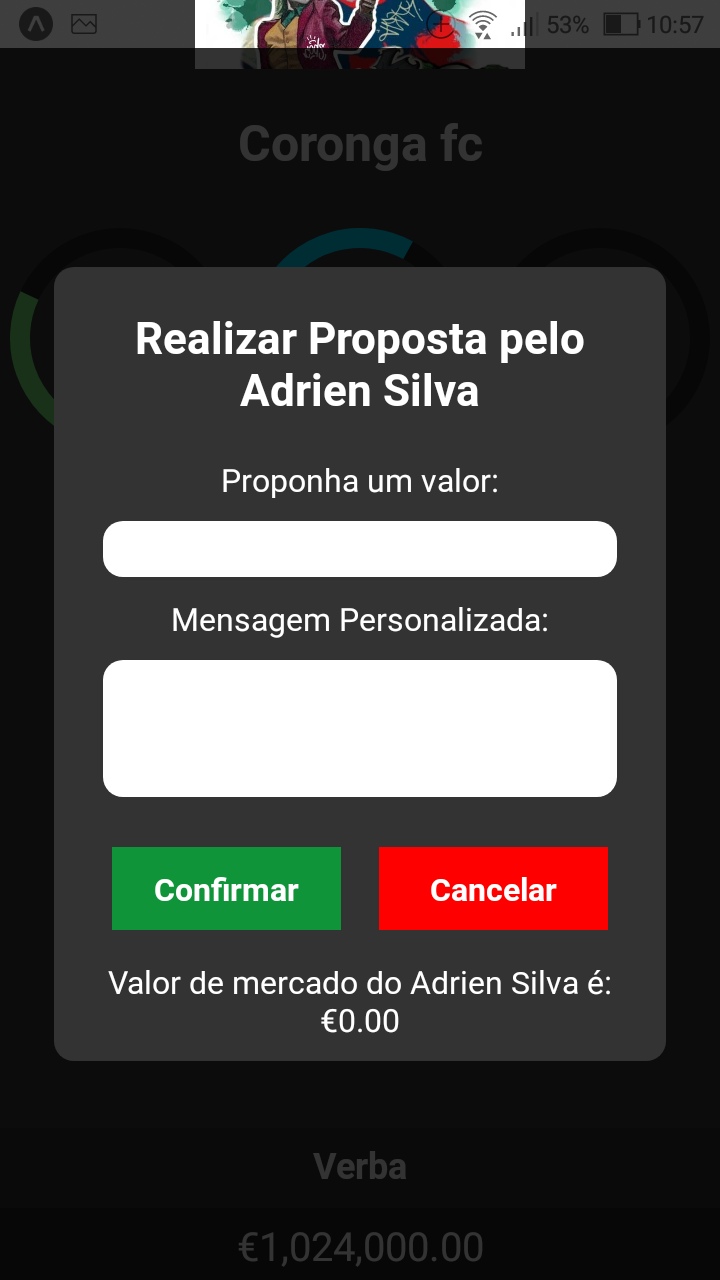 53% 10:57
Coronga fc
Realizar Proposta pelo
Adrien Silva
Proponha um valor:
Mensagem Personalizada:
Confirmar Cancelar
Valor de mercado do Adrien Silva é:
€0.00
Verba
€1,024,000.00